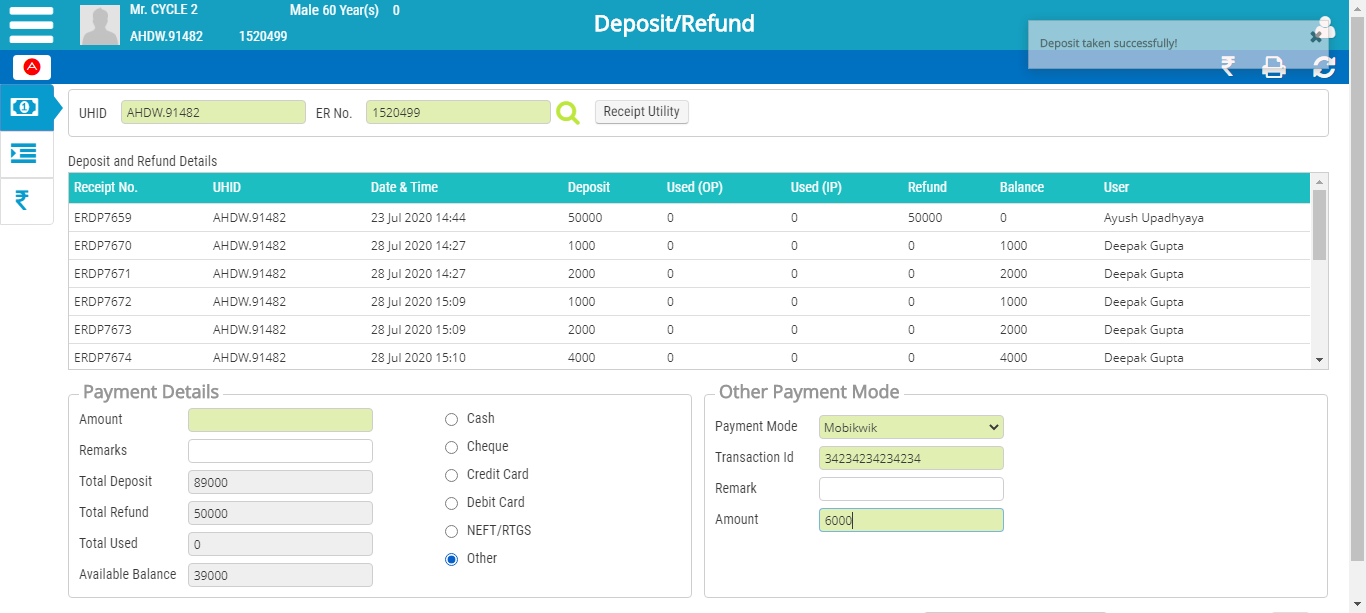 Mr. CYCLE 2 Male 60 Year(s) 0
AHDW.91482 1520499
Deposit/Refund
Deposit taken successfully!
UHID AHDW.91482 ER No. 1520499 Receipt Utility
Deposit and Refund Details
Receipt No. UHID Date & Time Deposit Used (OP) Used (IP) Refund Balance User
ERDP7659 AHDW.91482 23 Jul 2020 14:44 50000 0 0 50000 0 Ayush Upadhyaya
ERDP7670 AHDW.91482 28 Jul 2020 14:27 1000 0 0 0 1000 Deepak Gupta
ERDP7671 AHDW.91482 28 Jul 2020 14:27 2000 0 0 0 2000 Deepak Gupta
ERDP7672 AHDW.91482 28 Jul 2020 15:09 1000 0 0 0 1000 Deepak Gupta
ERDP7673 AHDW.91482 28 Jul 2020 15:09 2000 0 0 0 2000 Deepak Gupta
ERDP7674 AHDW.91482 28 Jul 2020 15:10 4000 0 0 0 4000 Deepak Gupta
Payment Details
Amount
Remarks
Total Deposit 89000
Total Refund 50000
Total Used 0
Available Balance 39000
Cash
Cheque
Credit Card
Debit Card
NEFT/RTGS
Other
Other Payment Mode
Payment Mode Mobikwik
Transaction Id 34234234234234
Remark
Amount 6000